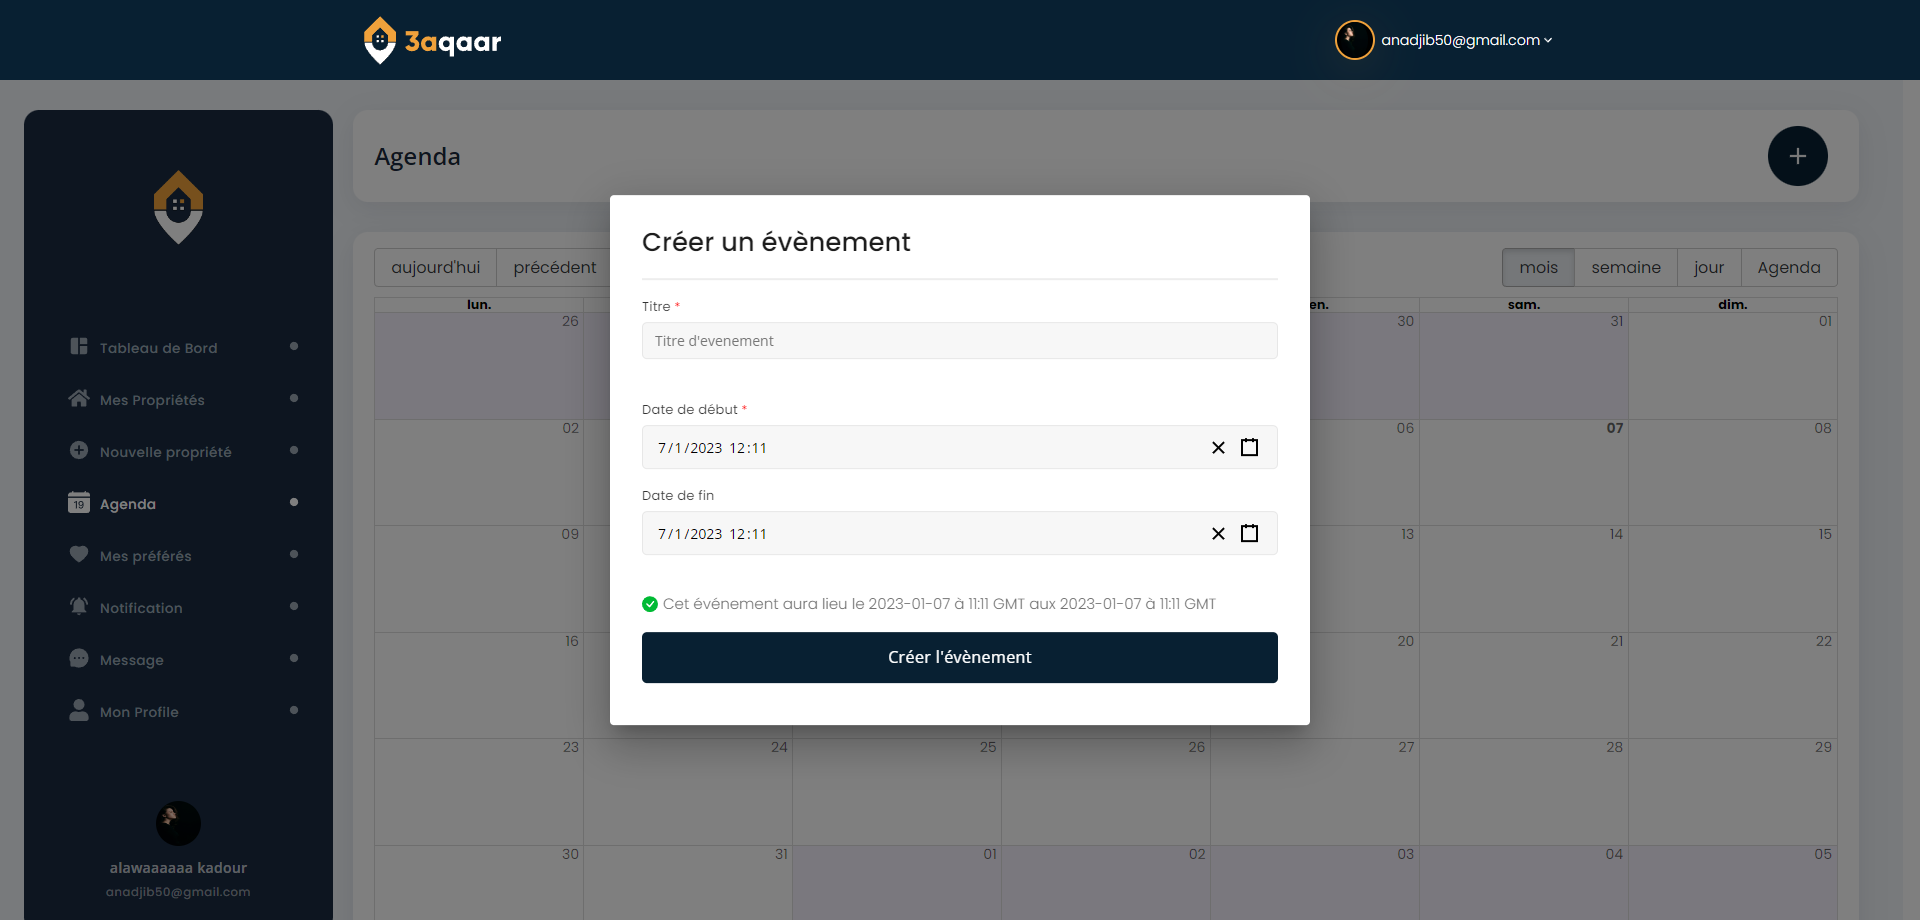 3aqaar
anadjib50@gmail.com
Agenda
+
aujourd'hui précédent
mois semaine jour Agenda
lun. en. sam. dim.
26 30 31 01
02 06 07 08
09 13 14 15
16 20 21 22
23 24 25 26 27 28 29
30 31 01 02 03 04 05
Tableau de Bord
Mes Propriétés
Nouvelle propriété
19 Agenda
Mes préférés
Notification
Message
Mon Profile
alawaaaaaa kadour
anadjib50@gmail.com
Créer un évènement
Titre *
Titre d'evenement
Date de début *
7/1/2023 12:11
Date de fin
7/1/2023 12:11
Cet événement aura lieu le 2023-01-07 à 11:11 GMT aux 2023-01-07 à 11:11 GMT
Créer l'évènement